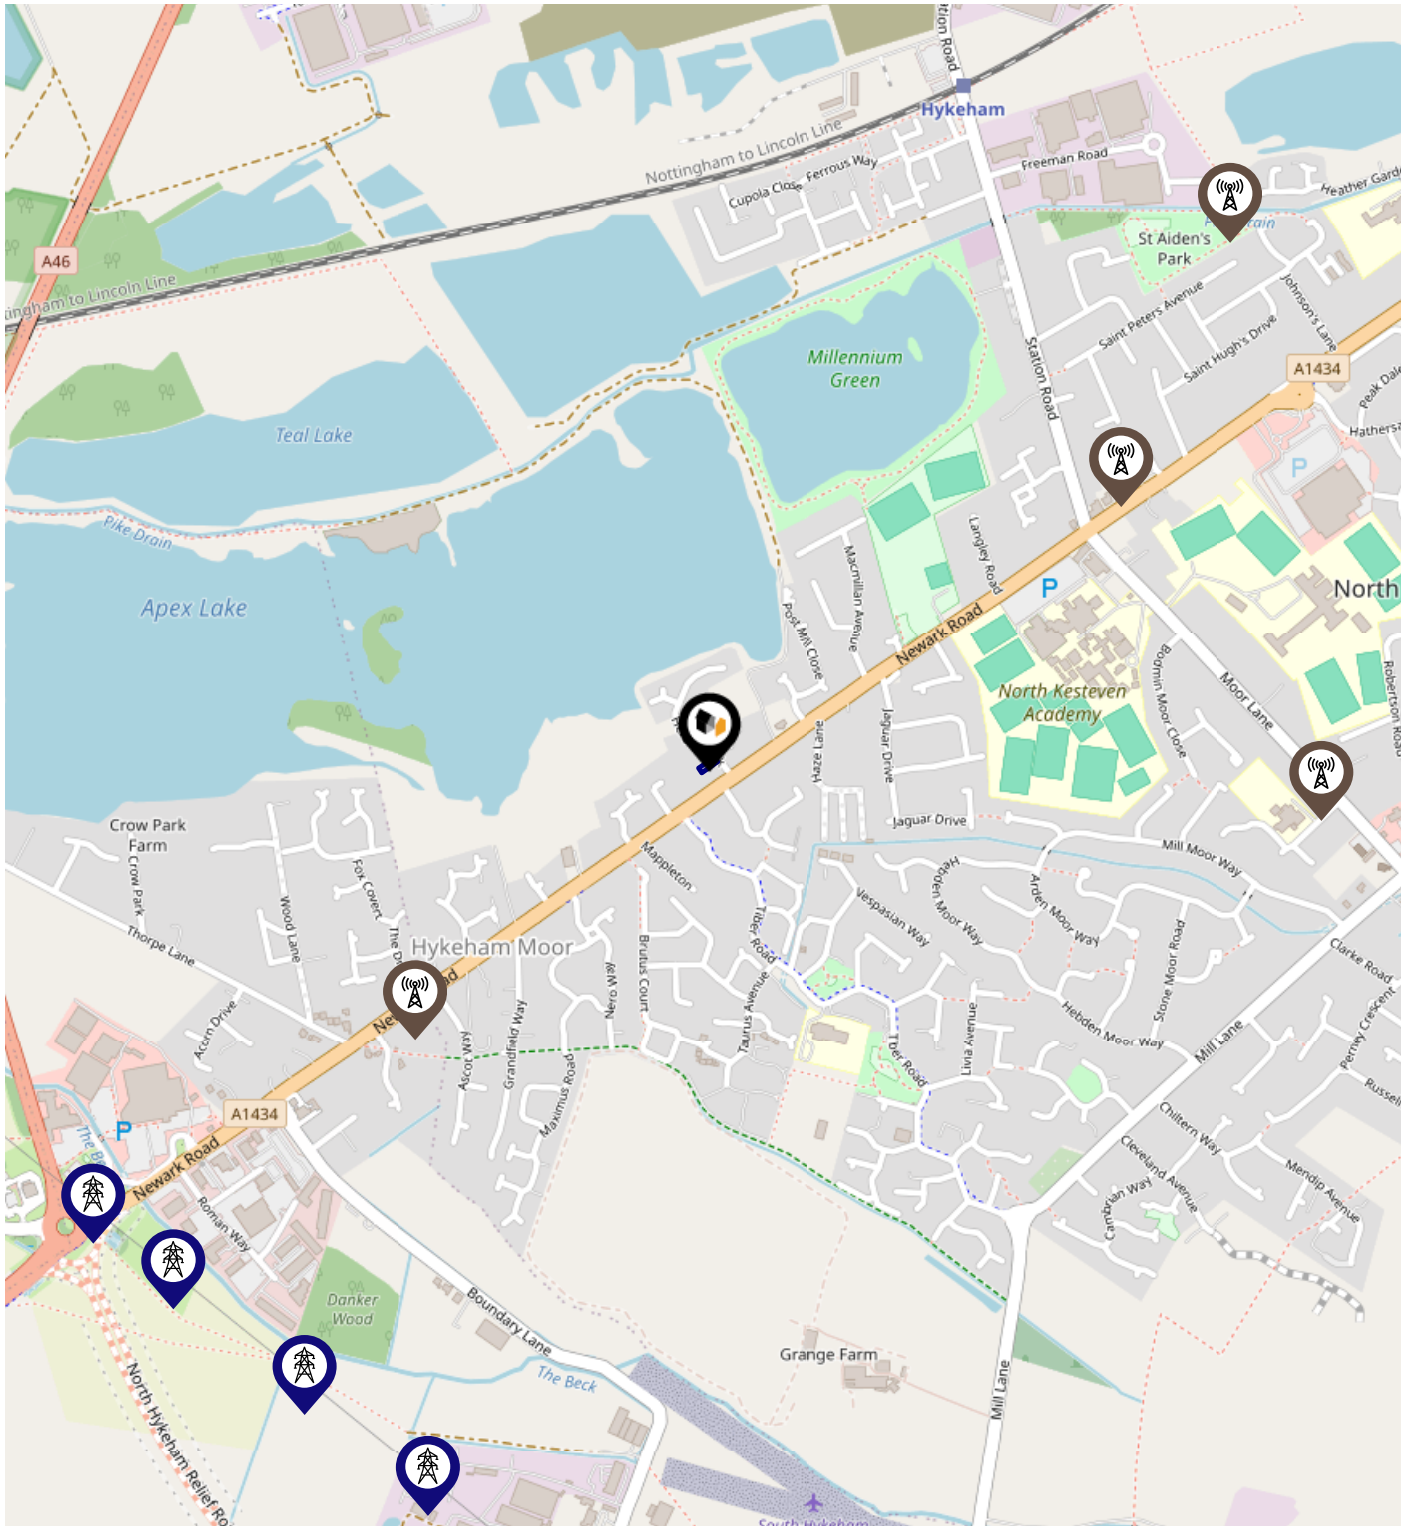 Station Road
Hykeham
Nottingham to Lincoln Line
Ferrous Way
Cupola Close
Freeman Road
Heather Gard
St Aiden's
Park
A46
Lincoln Line
Saint Peters Avenue
Johnson's Lane
Saint Hugh's Drive
Station Road
Millennium
Green
A1434
Peak Dale
Hathersa
Teal Lake
P
Pike Drain
Langley Road
Macmillan Avenue
Apex Lake
P
North
Post Mill Close
Newark Road
Bodmin Moor Close
Moor Lane
Robertson Road
North Kesteven
Academy
Jaguar Drive
Haze Lane
Jaguar Drive
Crow Park
Farm
Crow Park
Fox Covert
Mappleton
Mill Moor Way
Hebden Moor Way
Arden Moor Way
Vespasian Way
Wood Lane
Tiber Road
Stone Moor Road
Thorpe Lane
Hykeham Moor
Brutus Court
Nero Way
Clarke Road
Taurus Avenue
Acorn Drive
Ascot Way
Grandfield Way
Livia Avenue
Hebden Moor Way
Mill Lane
Perney Crescent
Tiber Road
Maximus Road
Russell
A1434
P
Newark Road
Chiltern Way
Cleveland Avenue
Mendip Avenue
Cambrian Way
Roman Way
Danker
Wood
Boundary Lane
Grange Farm
The Beck
Mill Lane
North Hykeham Relief Ro
South Hykeham